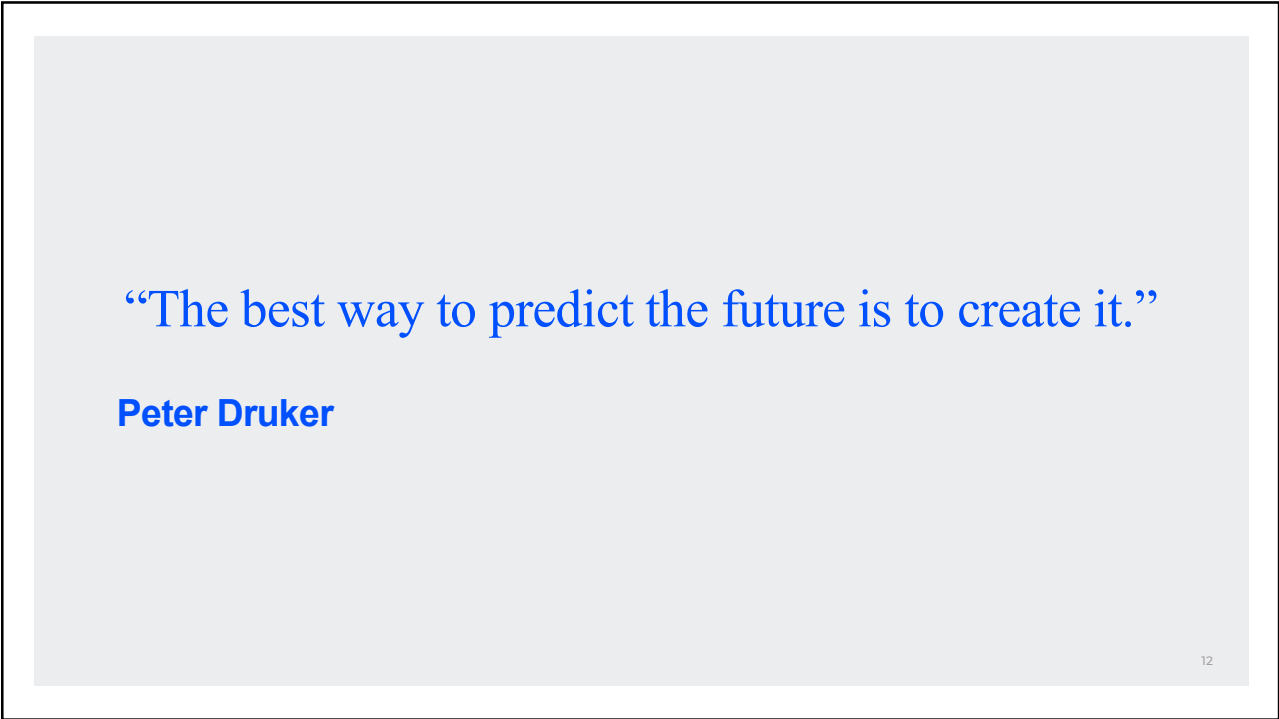 “The best way to predict the future is to create it.”
Peter Druker
12